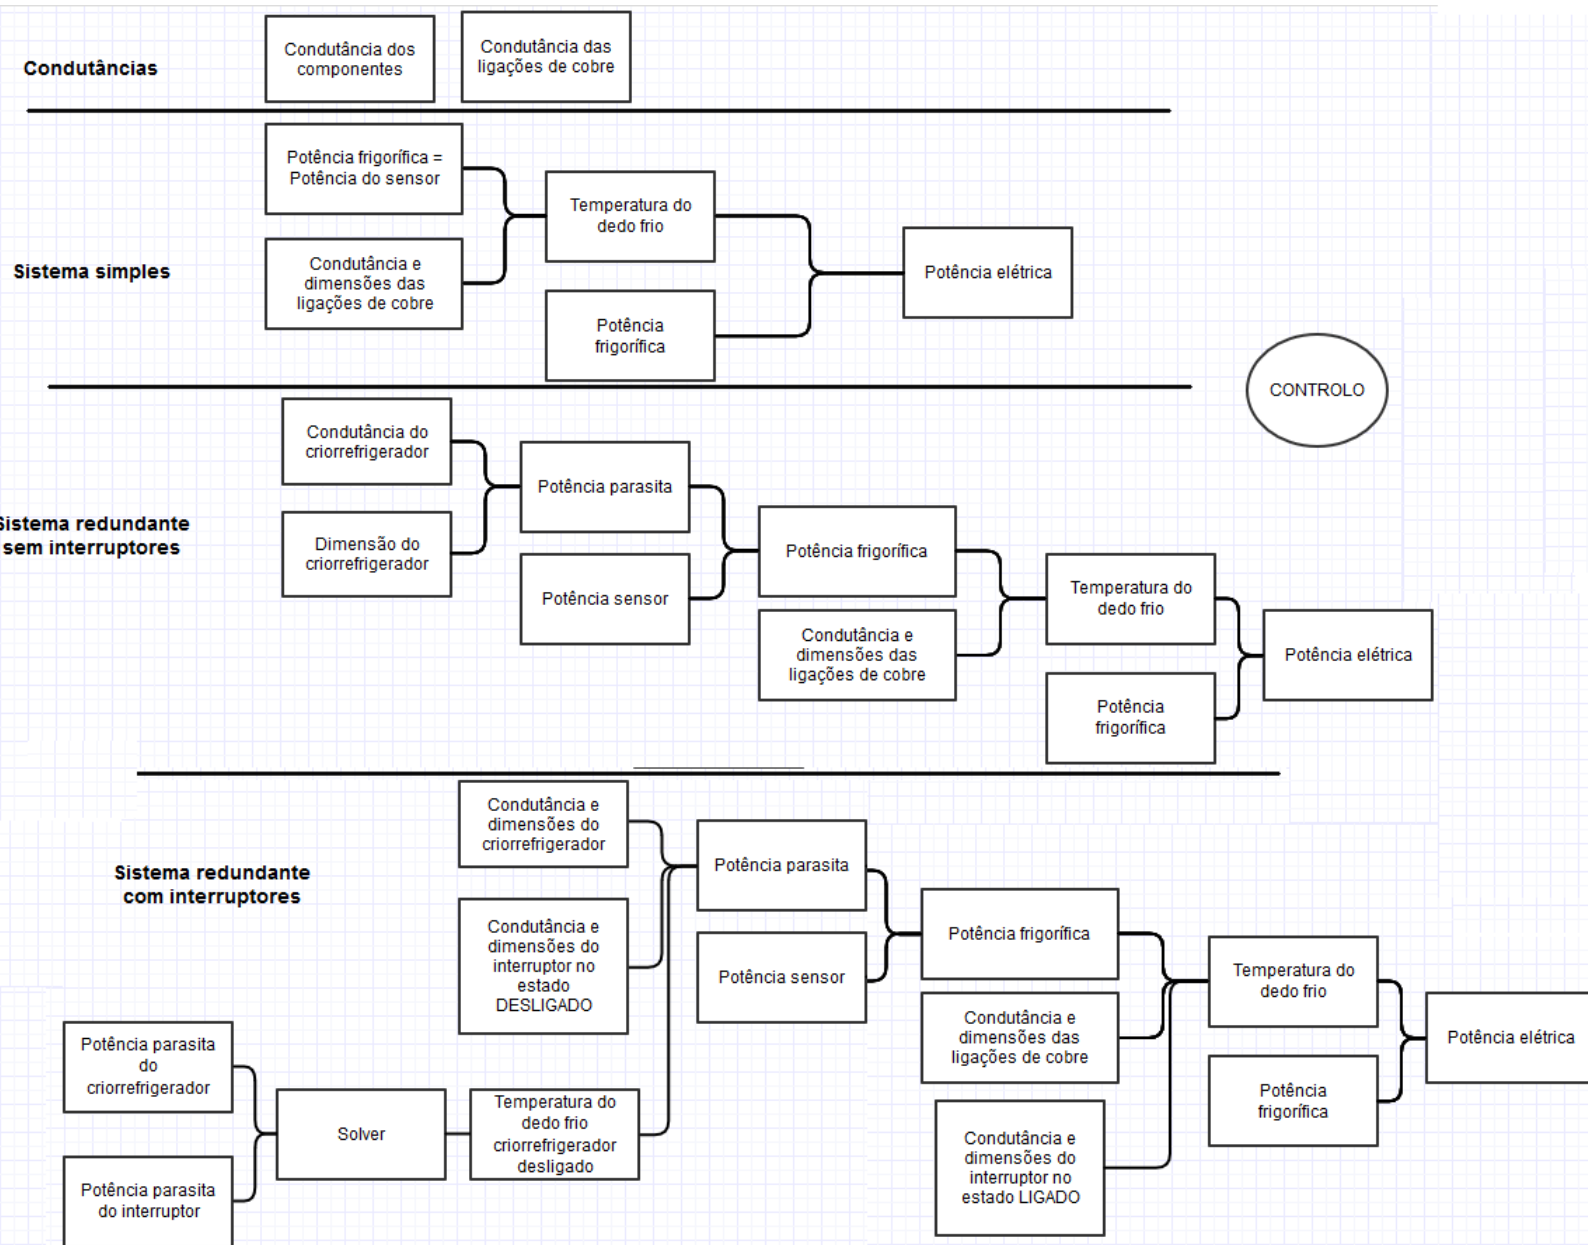 Condutâncias
Condutância dos
componentes
Condutância das
ligações de cobre
Sistema simples
Potência frigorífica =
Potência do sensor
Condutância e
dimensões das
ligações de cobre
Temperatura do
dedo frio
Potência
frigorífica
Potência elétrica
CONTROLO
Sistema redundante
sem interruptores
Condutância do
criorrefrigerador
Dimensão do
criorrefrigerador
Potência parasita
Potência sensor
Potência frigorífica
Condutância e
dimensões das
ligações de cobre
Temperatura do
dedo frio
Potência
frigorífica
Potência elétrica
Sistema redundante
com interruptores
Condutância e
dimensões do
criorrefrigerador
Condutância e
dimensões do
interruptor no
estado
DESLIGADO
Potência parasita
do
criorrefrigerador
Potência parasita
do interruptor
Solver
Temperatura do
dedo frio
criorrefrigerador
desligado
Potência parasita
Potência sensor
Potência frigorífica
Condutância e
dimensões das
ligações de cobre
Condutância e
dimensões do
interruptor no
estado LIGADO
Temperatura do
dedo frio
Potência
frigorífica
Potência elétrica